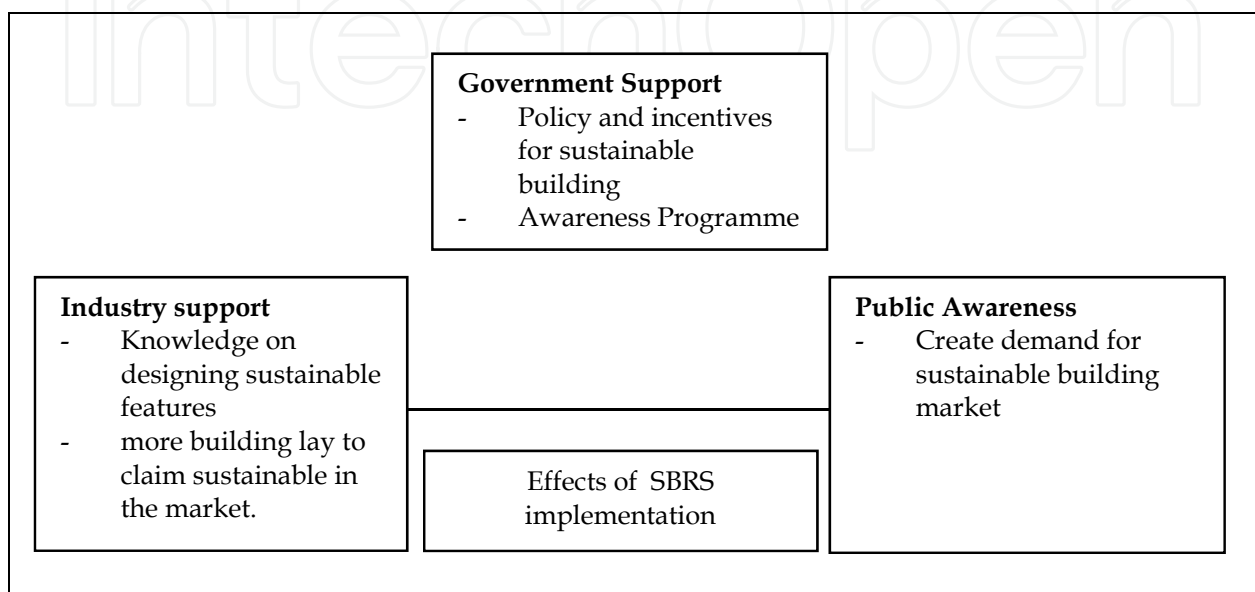 IntechOpen
Government Support
- Policy and incentives
for sustainable
building
- Awareness Programme
Industry support
- Knowledge on
designing sustainable
features
- more building lay to
claim sustainable in
the market.
Public Awareness
- Create demand for
sustainable building
market
Effects of SBRS
implementation